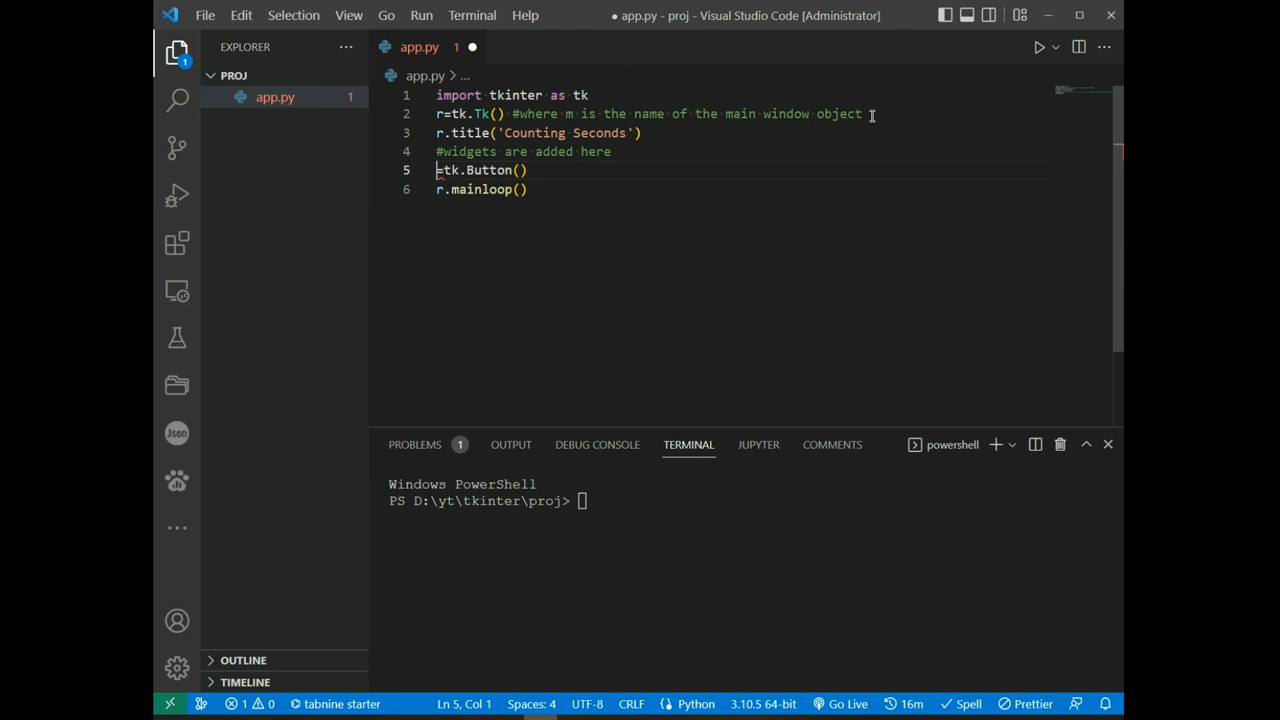 File Edit Selection View Go Run Terminal Help
● app.py - proj - Visual Studio Code [Administrator]
EXPLORER
PROJ
app.py 1
1
app.py 1
app.py > ...
1 import tkinter as tk
2 r=tk.Tk() #where m is the name of the main window object
3 r.title('Counting Seconds')
4 #widgets are added here
5 =tk.Button()
6 r.mainloop()
PROBLEMS 1 OUTPUT DEBUG CONSOLE TERMINAL JUPYTER COMMENTS
powershell
Windows PowerShell
PS D:\yt\tkinter\proj>
Json
OUTLINE
TIMELINE
1 0 tabnine starter Ln 5, Col 1 Spaces: 4 UTF-8 CRLF Python 3.10.5 64-bit Go Live 16m Spell Prettier